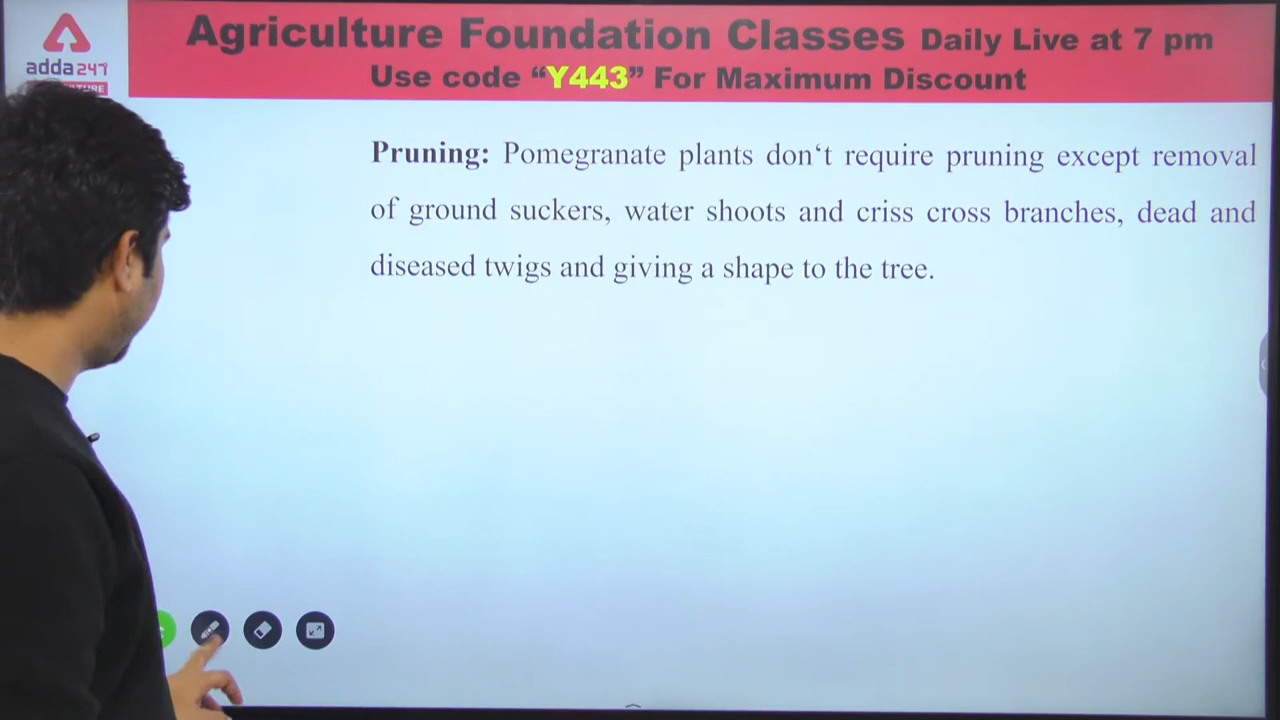 Agriculture Foundation Classes Daily Live at 7 pm
adda247
Use code “Y443” For Maximum Discount
Pruning: Pomegranate plants don‘t require pruning except removal
of ground suckers, water shoots and criss cross branches, dead and
diseased twigs and giving a shape to the tree.